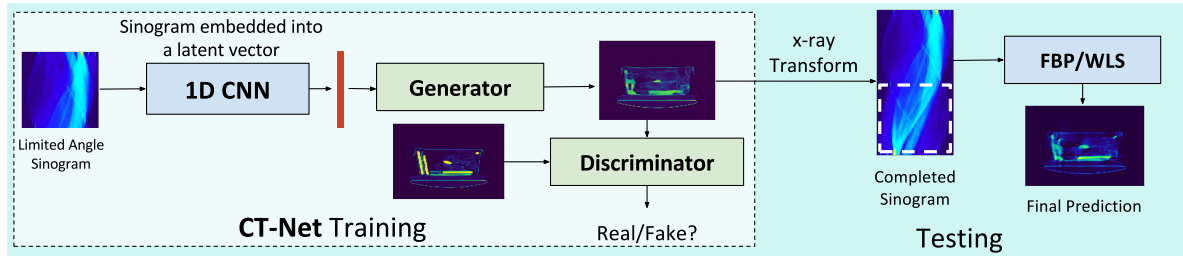 Sinogram embedded into
a latent vector
1D CNN
Limited Angle
Sinogram
Generator
Discriminator
Real/Fake?
CT-Net Training
x-ray
Transform
Completed
Sinogram
FBP/WLS
Final Prediction
Testing